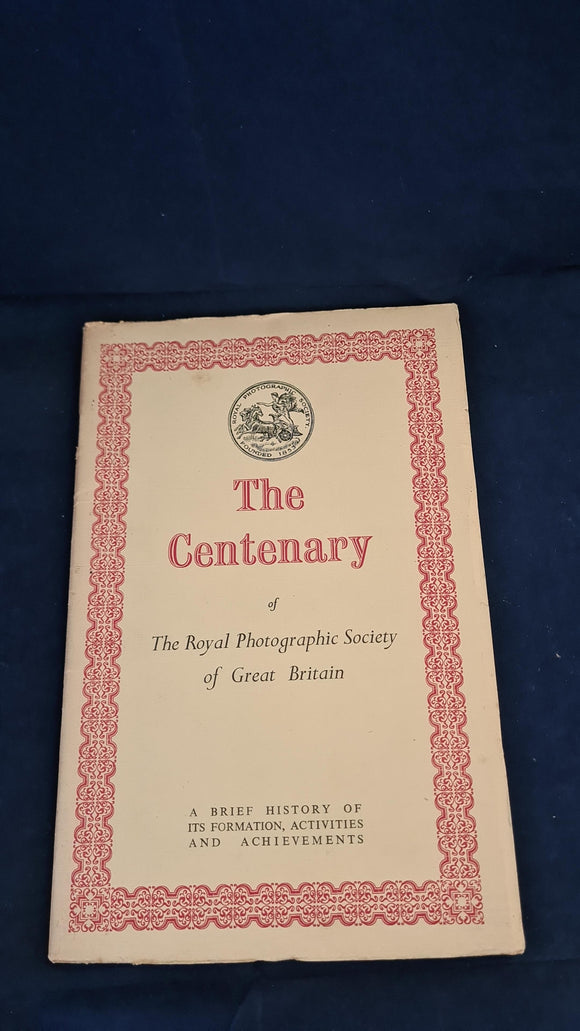 ROYAL PHOTOGRAPHIC SOCIETY
FOUNDED 1853
The
Centenary
of
The Royal Photographic Society
of Great Britain
A BRIEF HISTORY OF
ITS FORMATION, ACTIVITIES
AND ACHIEVEMENTS